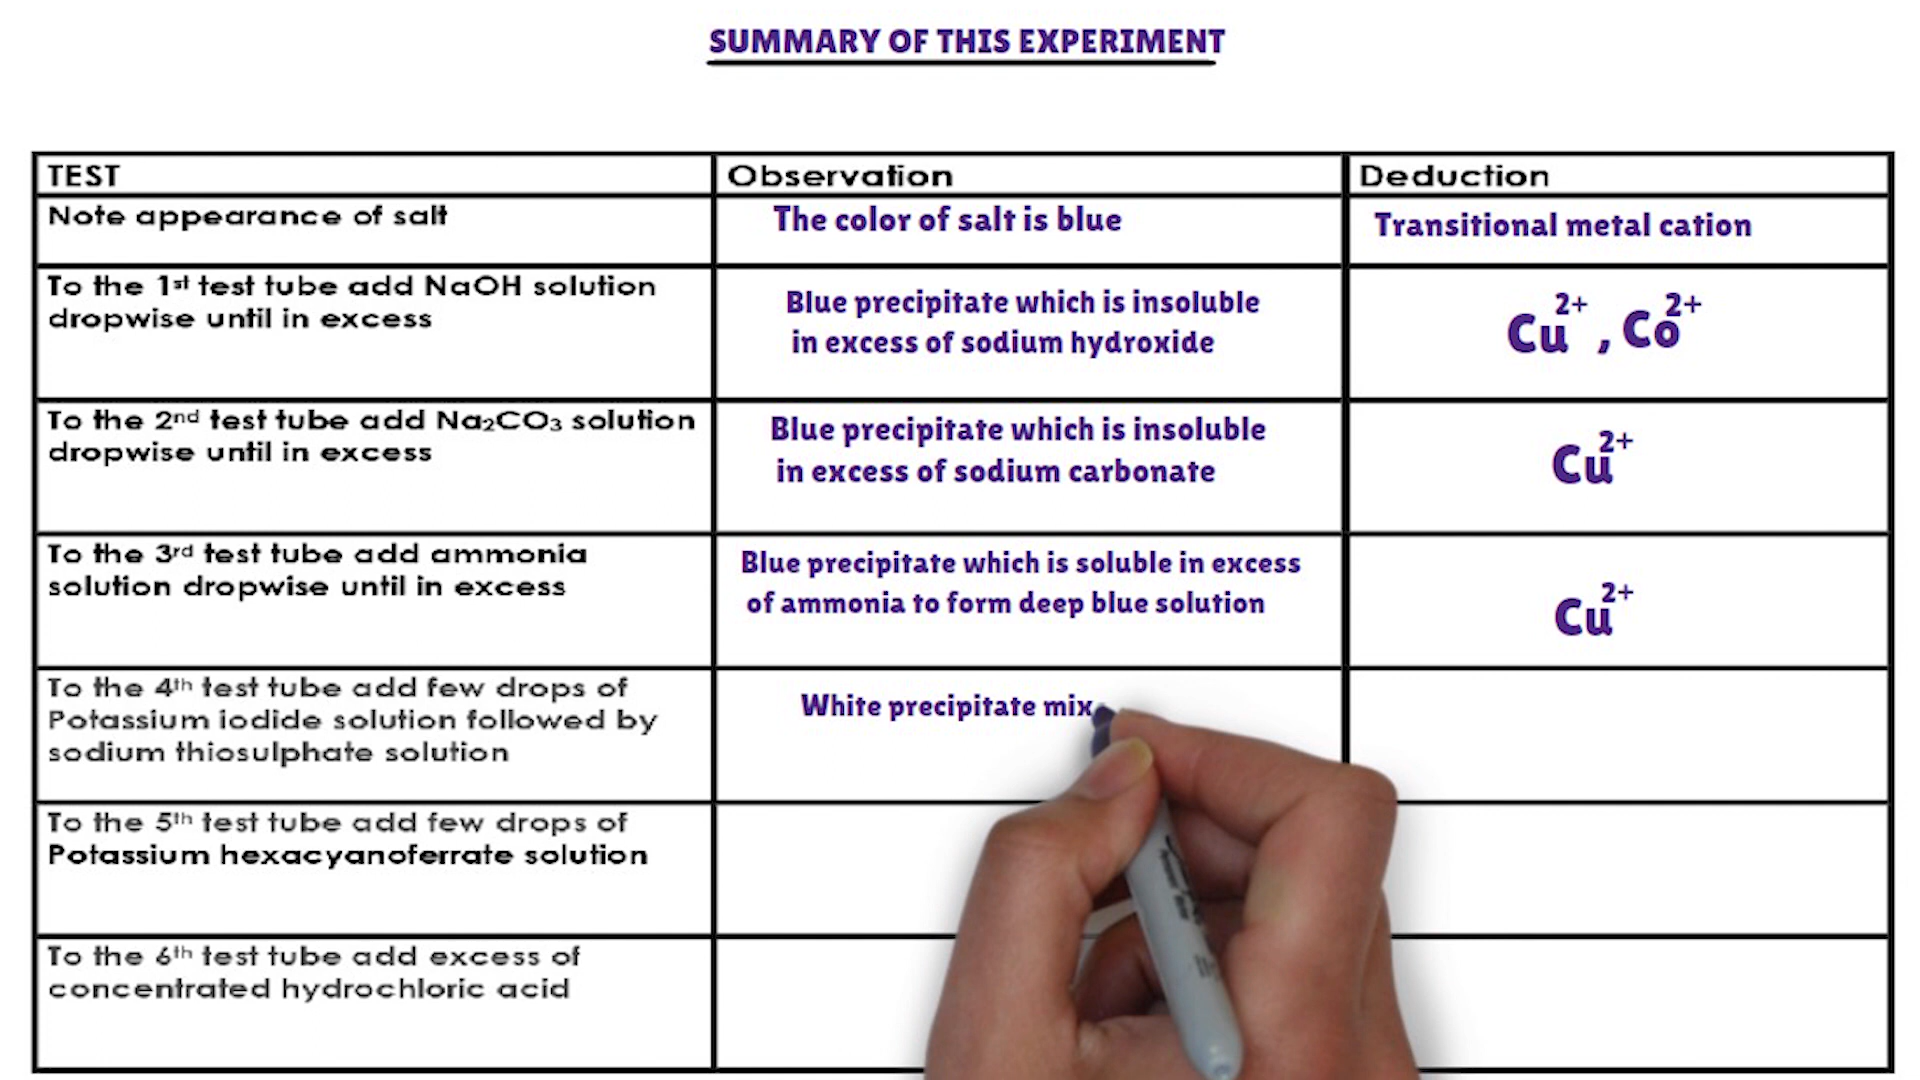 SUMMARY OF THIS EXPERIMENT
TEST
Observation
Deduction
Note appearance of salt
The color of salt is blue
Transitional metal cation
To the 1st test tube add NaOH solution
dropwise until in excess
Blue precipitate which is insoluble
in excess of sodium hydroxide
Cu²⁺, Co²⁺
To the 2nd test tube add Na₂CO₃ solution
dropwise until in excess
Blue precipitate which is insoluble
in excess of sodium carbonate
Cu²⁺
To the 3rd test tube add ammonia
solution dropwise until in excess
Blue precipitate which is soluble in excess
of ammonia to form deep blue solution
Cu²⁺
To the 4th test tube add few drops of
Potassium iodide solution followed by
sodium thiosulphate solution
White precipitate mix
To the 5th test tube add few drops of
Potassium hexacyanoferrate solution
To the 6th test tube add excess of
concentrated hydrochloric acid